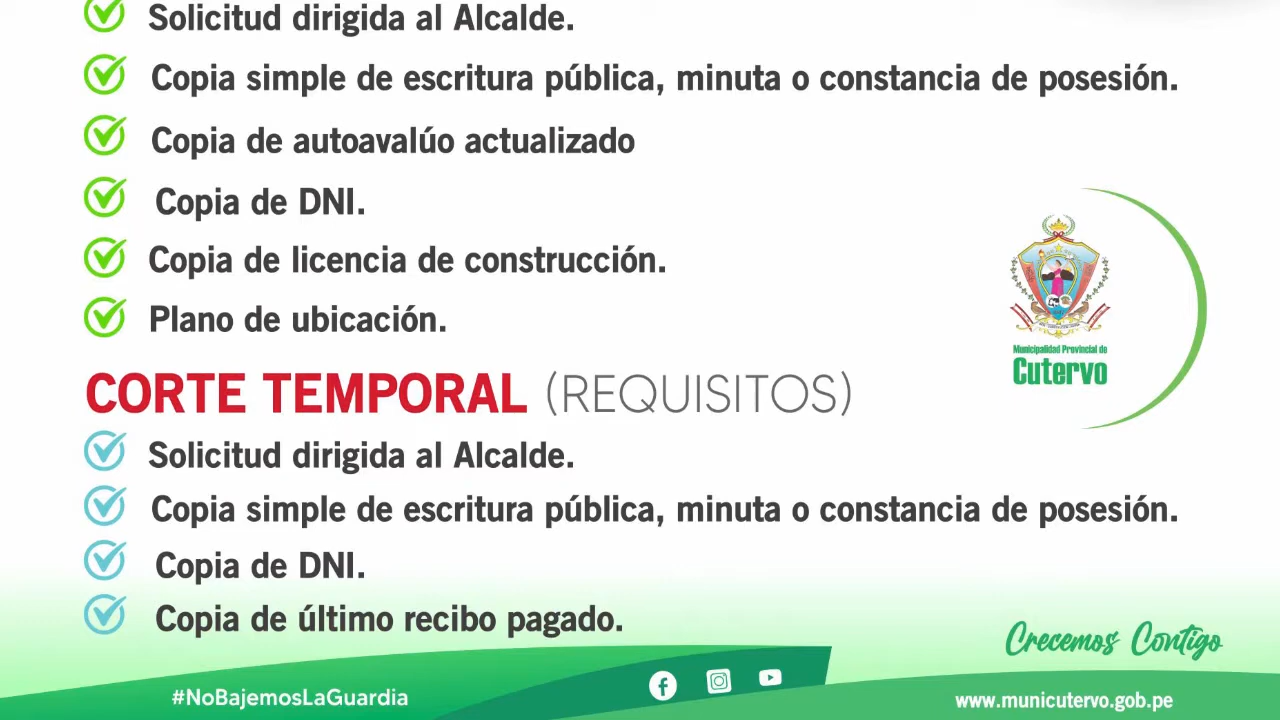 Solicitud dirigida al Alcalde.
Copia simple de escritura pública, minuta o constancia de posesión.
Copia de autoavalúo actualizado
Copia de DNI.
Copia de licencia de construcción.
Plano de ubicación.
Municipalidad Provincial de
Cutervo
CORTE TEMPORAL (REQUISITOS)
Solicitud dirigida al Alcalde.
Copia simple de escritura pública, minuta o constancia de posesión.
Copia de DNI.
Copia de último recibo pagado.
Crecemos Contigo
#NoBajemosLaGuardia
www.municutervo.gob.pe